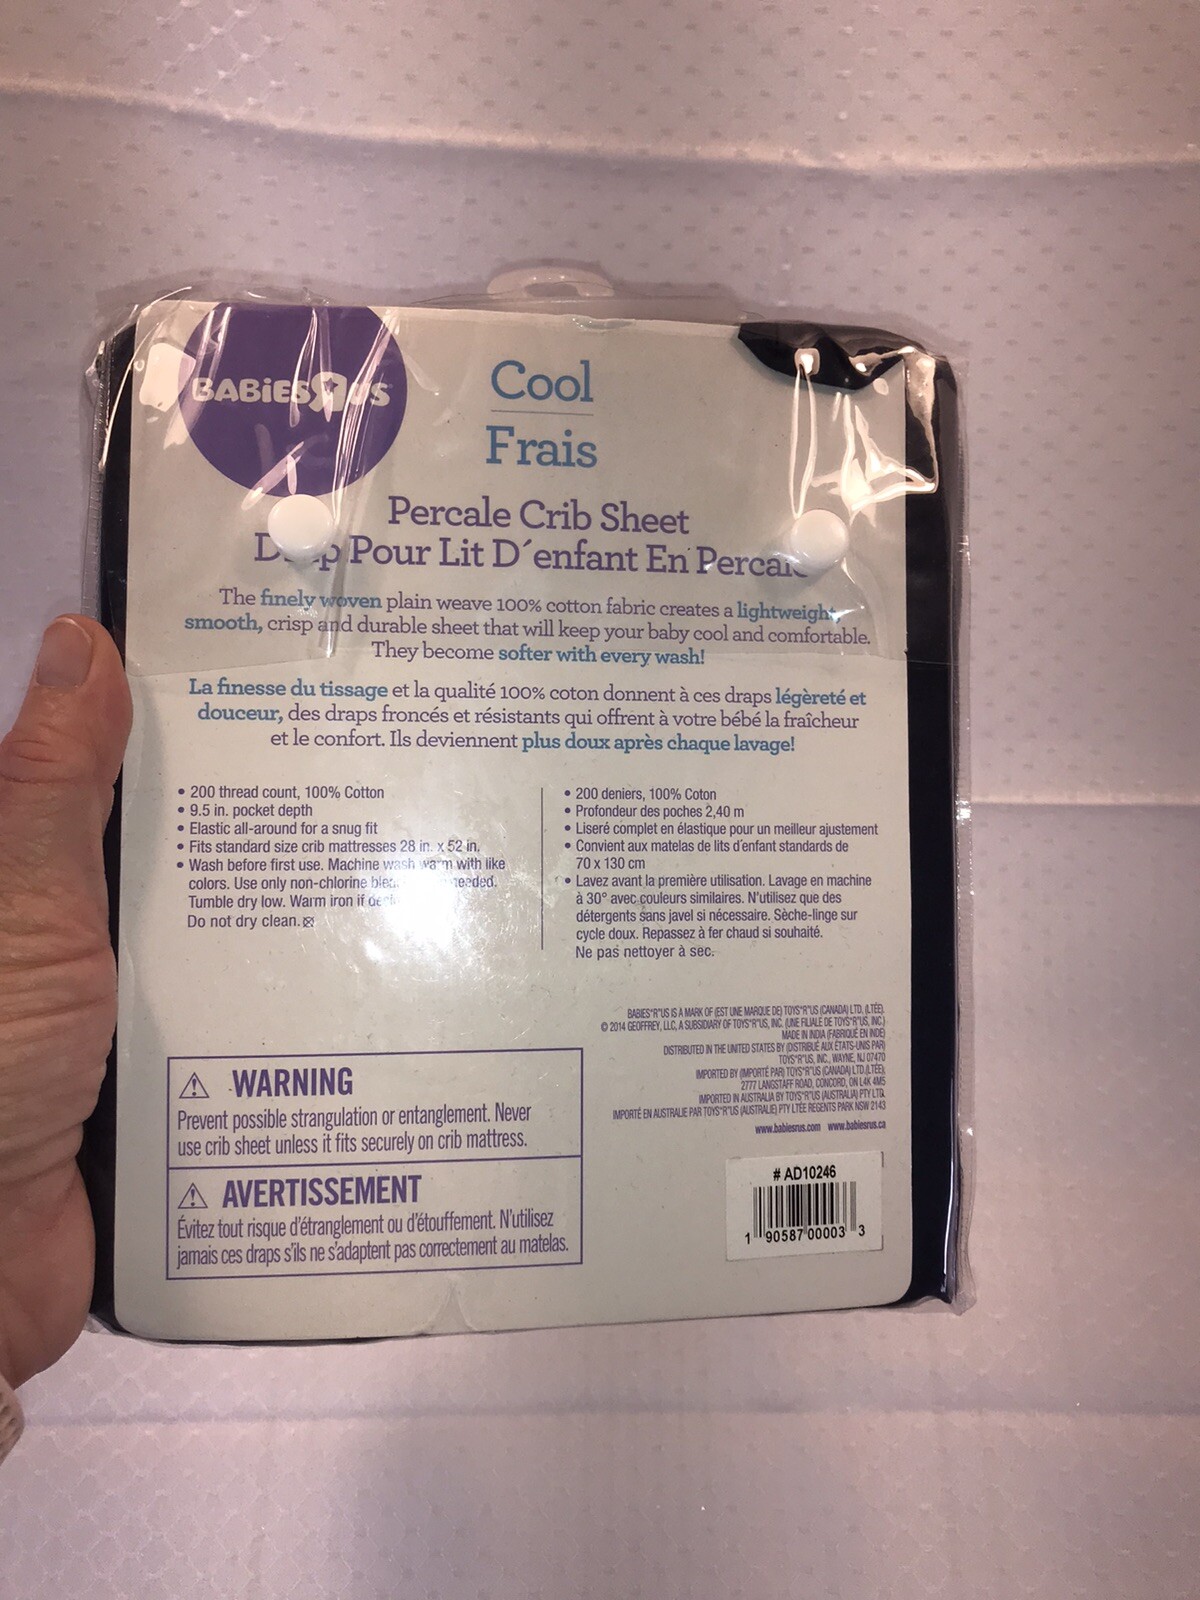 BABiES R US
Cool
Frais
Percale Crib Sheet
Pour Lit D´enfant En
The finely woven plain weave 100% cotton fabric creates a lightweight,
smooth, crisp and durable sheet that will keep your baby cool and comfortable.
They become softer with every wash!
La finesse du tissage et la qualité 100% coton donnent à ces draps légèreté et
douceur, des draps froncés et résistants qui offrent à votre bébé la fraîcheur
et le confort. Ils deviennent plus doux après chaque lavage!
• 200 thread count, 100% Cotton
• 9.5 in. pocket depth
• Elastic all-around for a snug fit
• Fits standard size crib mattresses 28 in. x 52 in.
• Wash before first use. Machine wash warm with like
colors. Use only non-chlorine needed.
Tumble dry low. Warm iron if
Do not dry clean.
• 200 deniers, 100% Coton
• Profondeur des poches 2,40 m
• Liseré complet en élastique pour un meilleur ajustement
• Convient aux matelas de lits d'enfant standards de
70 x 130 cm
• Lavez avant la première utilisation. Lavage en machine
à 30° avec couleurs similaires. N'utilisez que des
détergents sans javel si nécessaire. Sèche-linge sur
cycle doux. Repassez à fer chaud si souhaité.
Ne pas nettoyer à sec.
BABIES"R"US IS A MARK OF (EST UNE MARQUE DE) TOYS"R"US (CANADA) LTD. (LTÉE).
© 2014 GEOFFREY, LLC, A SUBSIDIARY OF TOYS"R"US, INC. (UNE FILIALE DE TOYS"R"US, INC.)
MADE IN INDIA (FABRIQUÉ EN INDE)
DISTRIBUTED IN THE UNITED STATES BY (DISTRIBUÉ AUX ÉTATS-UNIS PAR)
TOYS"R"US, INC., WAYNE, NJ 07470
IMPORTED BY (IMPORTÉ PAR) TOYS"R"US (CANADA) LTD.(LTÉE),
2777 LANGSTAFF ROAD, CONCORD, ON L4K 4M5
IMPORTED IN AUSTRALIA BY TOYS"R"US (AUSTRALIA) PTY LTD.
IMPORTÉ EN AUSTRALIE PAR TOYS"R"US (AUSTRALIE) PTY LTÉE REGENTS PARK NSW 2143
www.babiesrus.com www.babiesrus.ca
WARNING
Prevent possible strangulation or entanglement. Never
use crib sheet unless it fits securely on crib mattress.
AVERTISSEMENT
Évitez tout risque d'étranglement ou d'étouffement. N'utilisez
jamais ces draps s'ils ne s'adaptent pas correctement au matelas.
# AD10246
1 90587 00003 3